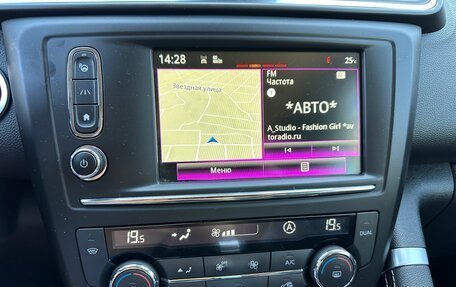 14:28
25°
FM
Частота
Звездная улица
*АВТО*
A_Studio - Fashion Girl *av
toradio.ru
Меню
19.5
19.5
A/C
DUAL